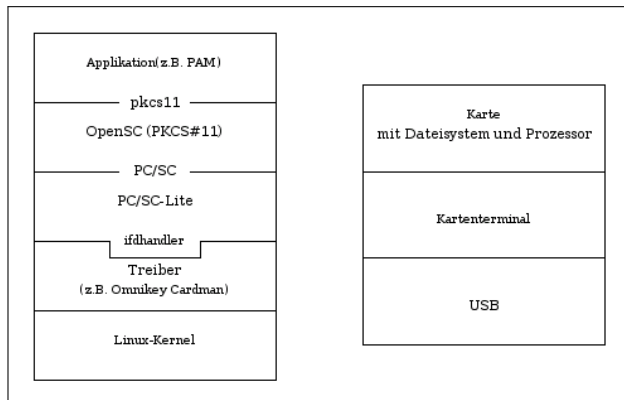 Applikation(z.B. PAM)
pkcs11
OpenSC (PKCS#11)
PC/SC
PC/SC-Lite
ifdhandler
Treiber
(z.B. Omnikey Cardman)
Linux-Kernel
Karte
mit Dateisystem und Prozessor
Kartenterminal
USB